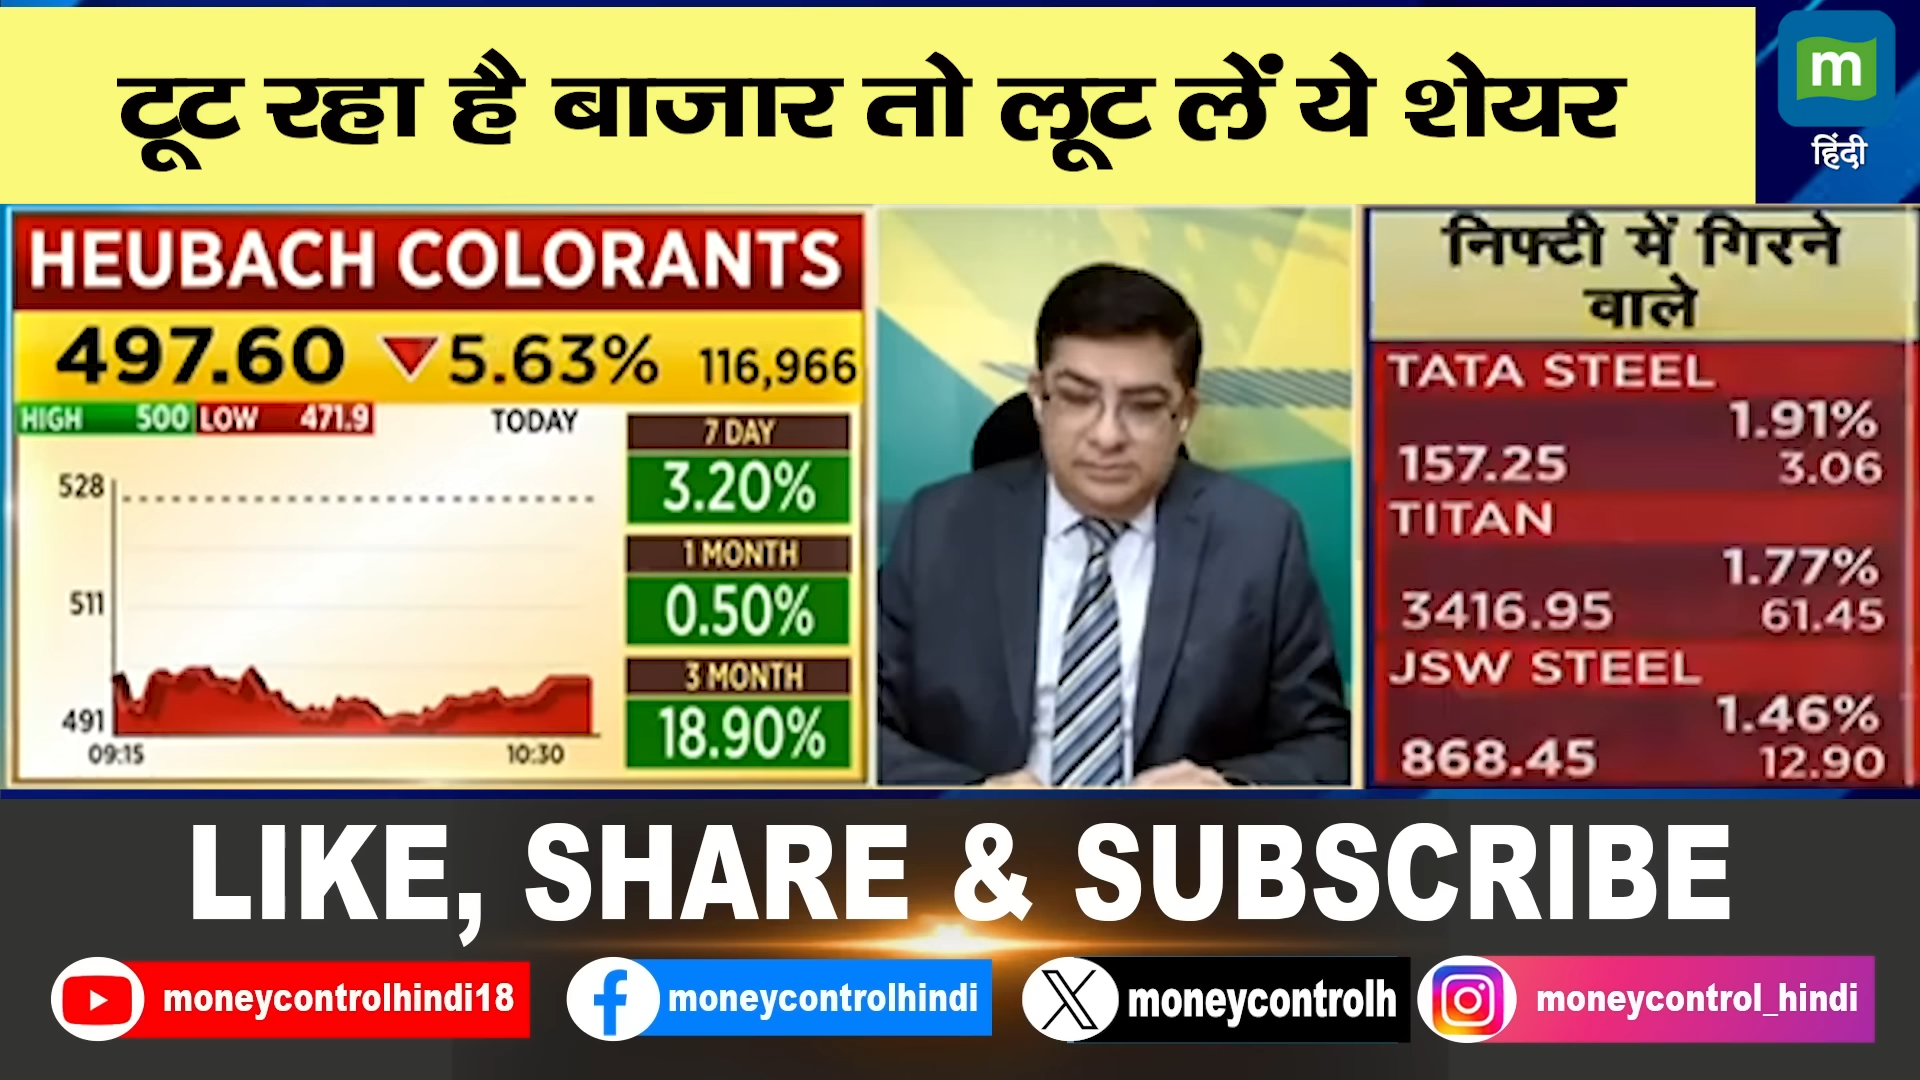 टूट रहा है बाजार तो लूट लें ये शेयर
m
हिंदी
HEUBACH COLORANTS
497.60 ▼5.63% 116,966
HIGH 500 LOW 471.9 TODAY
528
511
491
09:15 10:30
7 DAY
3.20%
1 MONTH
0.50%
3 MONTH
18.90%
निफ्टी में गिरने
वाले
TATA STEEL
1.91%
157.25 3.06
TITAN
1.77%
3416.95 61.45
JSW STEEL
1.46%
868.45 12.90
LIKE, SHARE & SUBSCRIBE
moneycontrolhindi18
moneycontrolhindi
moneycontrolh
moneycontrol_hindi